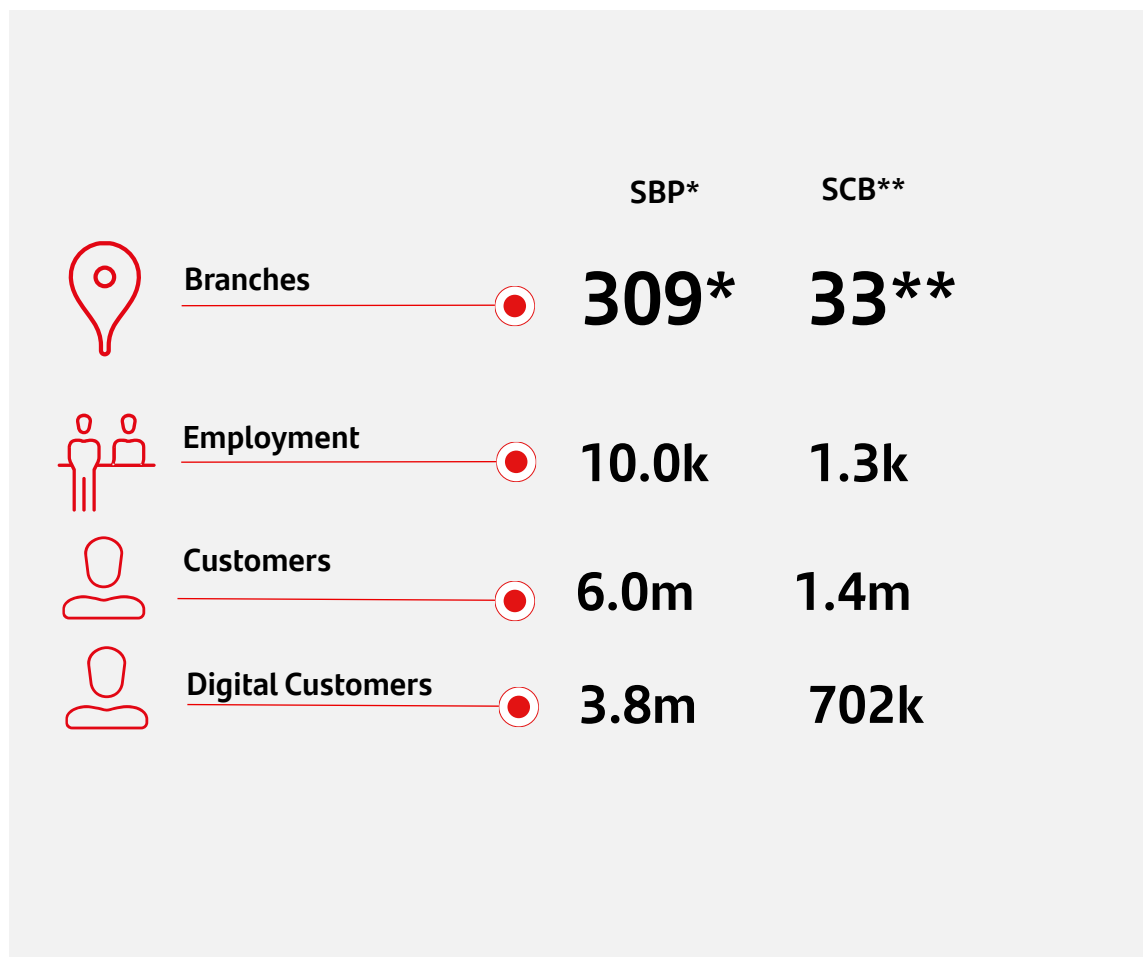 SBP* SCB**
Branches 309* 33**
Employment 10.0k 1.3k
Customers 6.0m 1.4m
Digital Customers 3.8m 702k